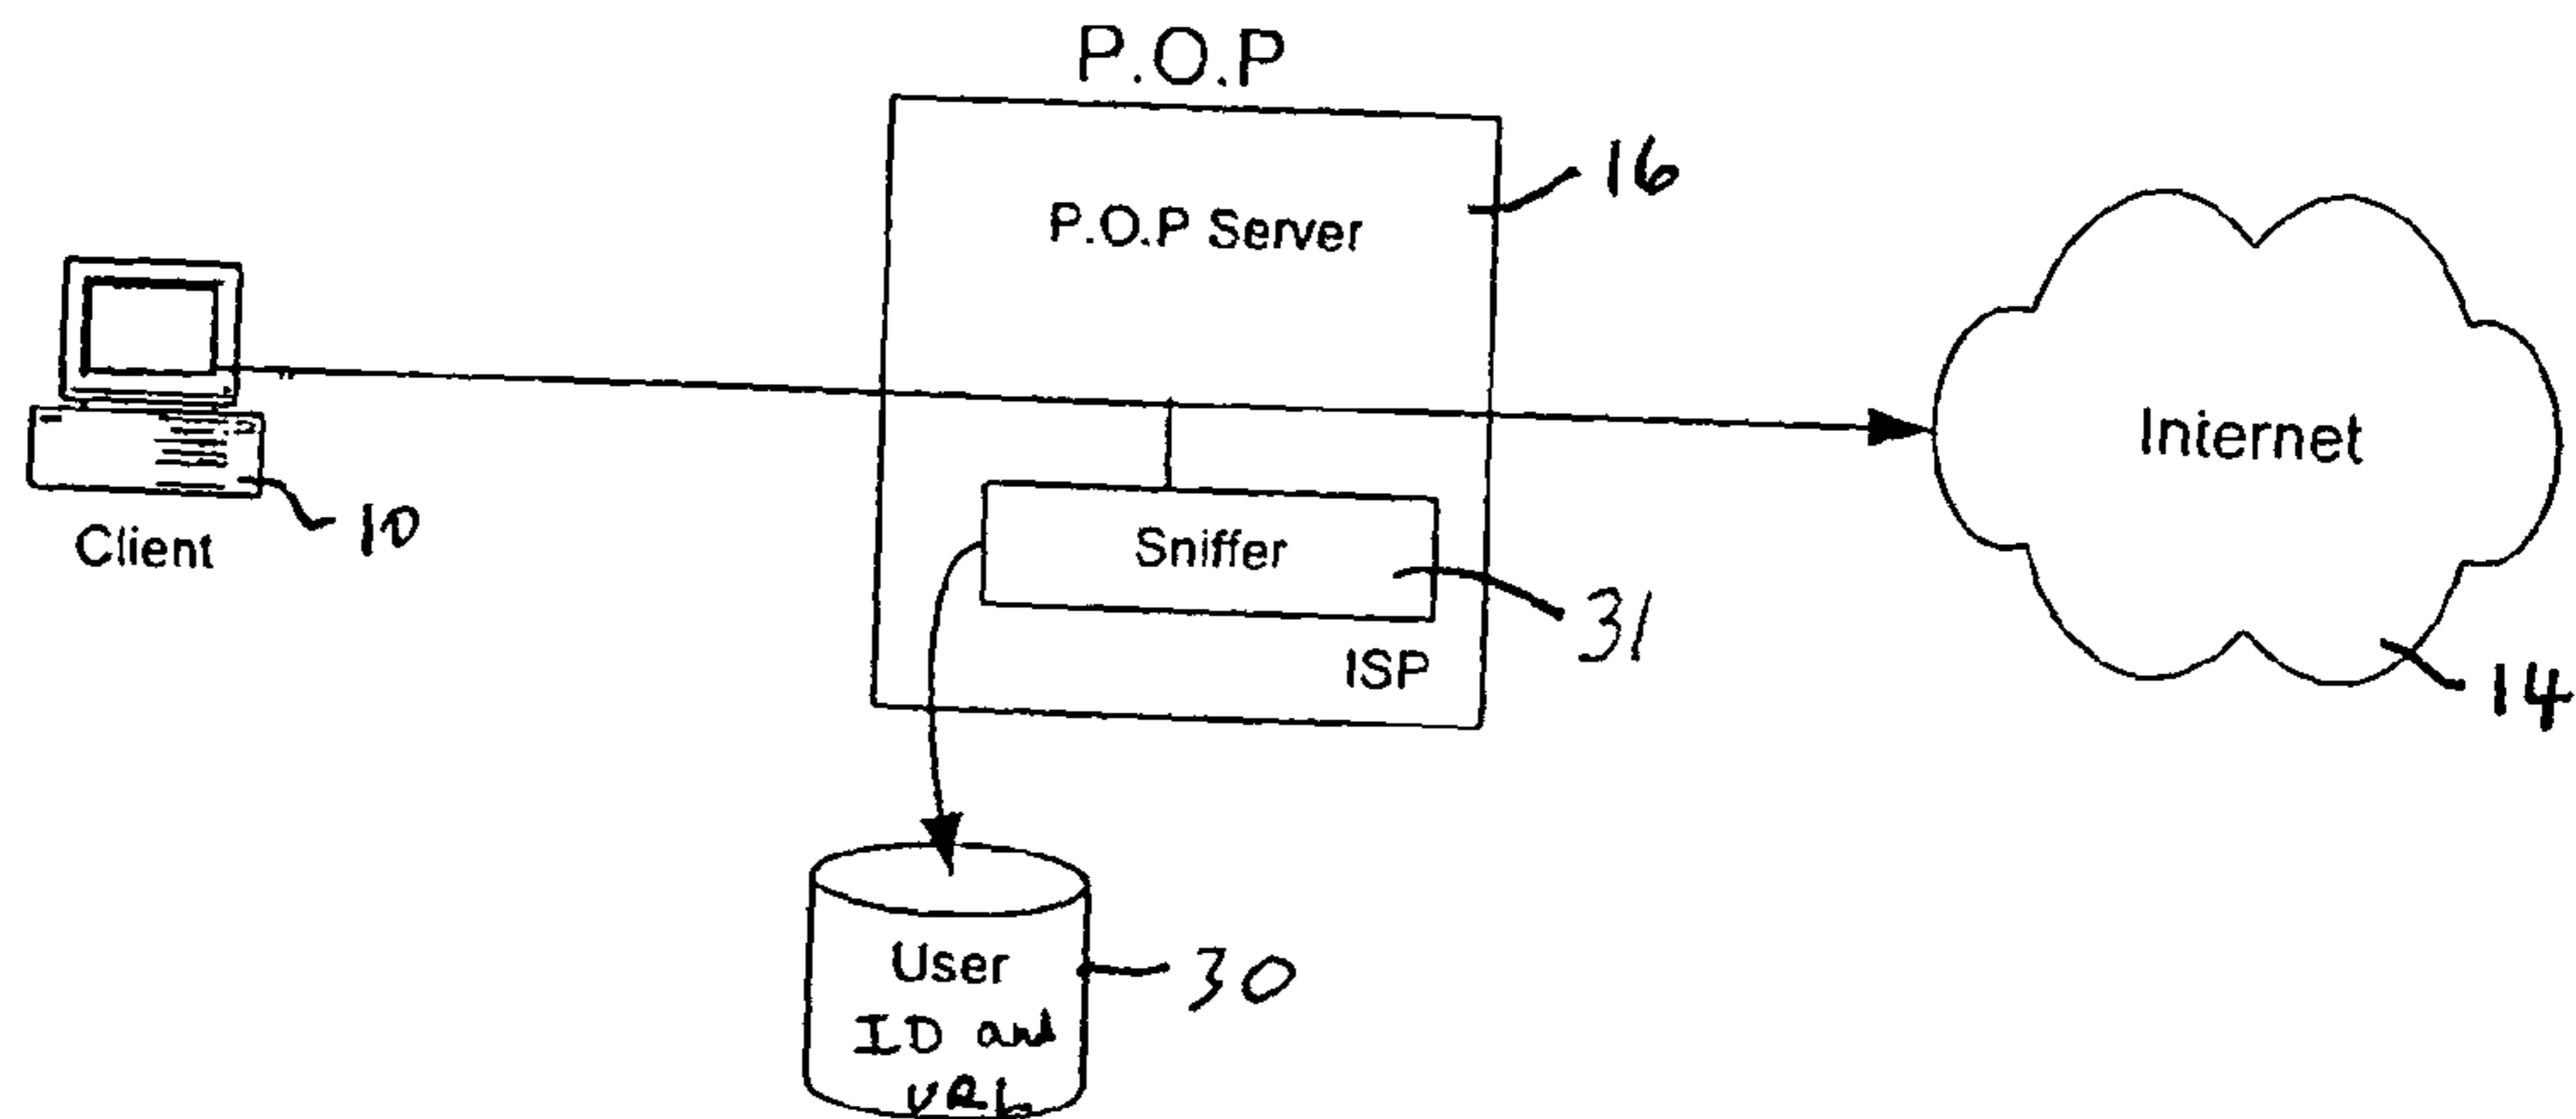 P.O.P
P.O.P Server
16
Internet
Client
10
Sniffer
31
ISP
14
User
ID and
URL
30